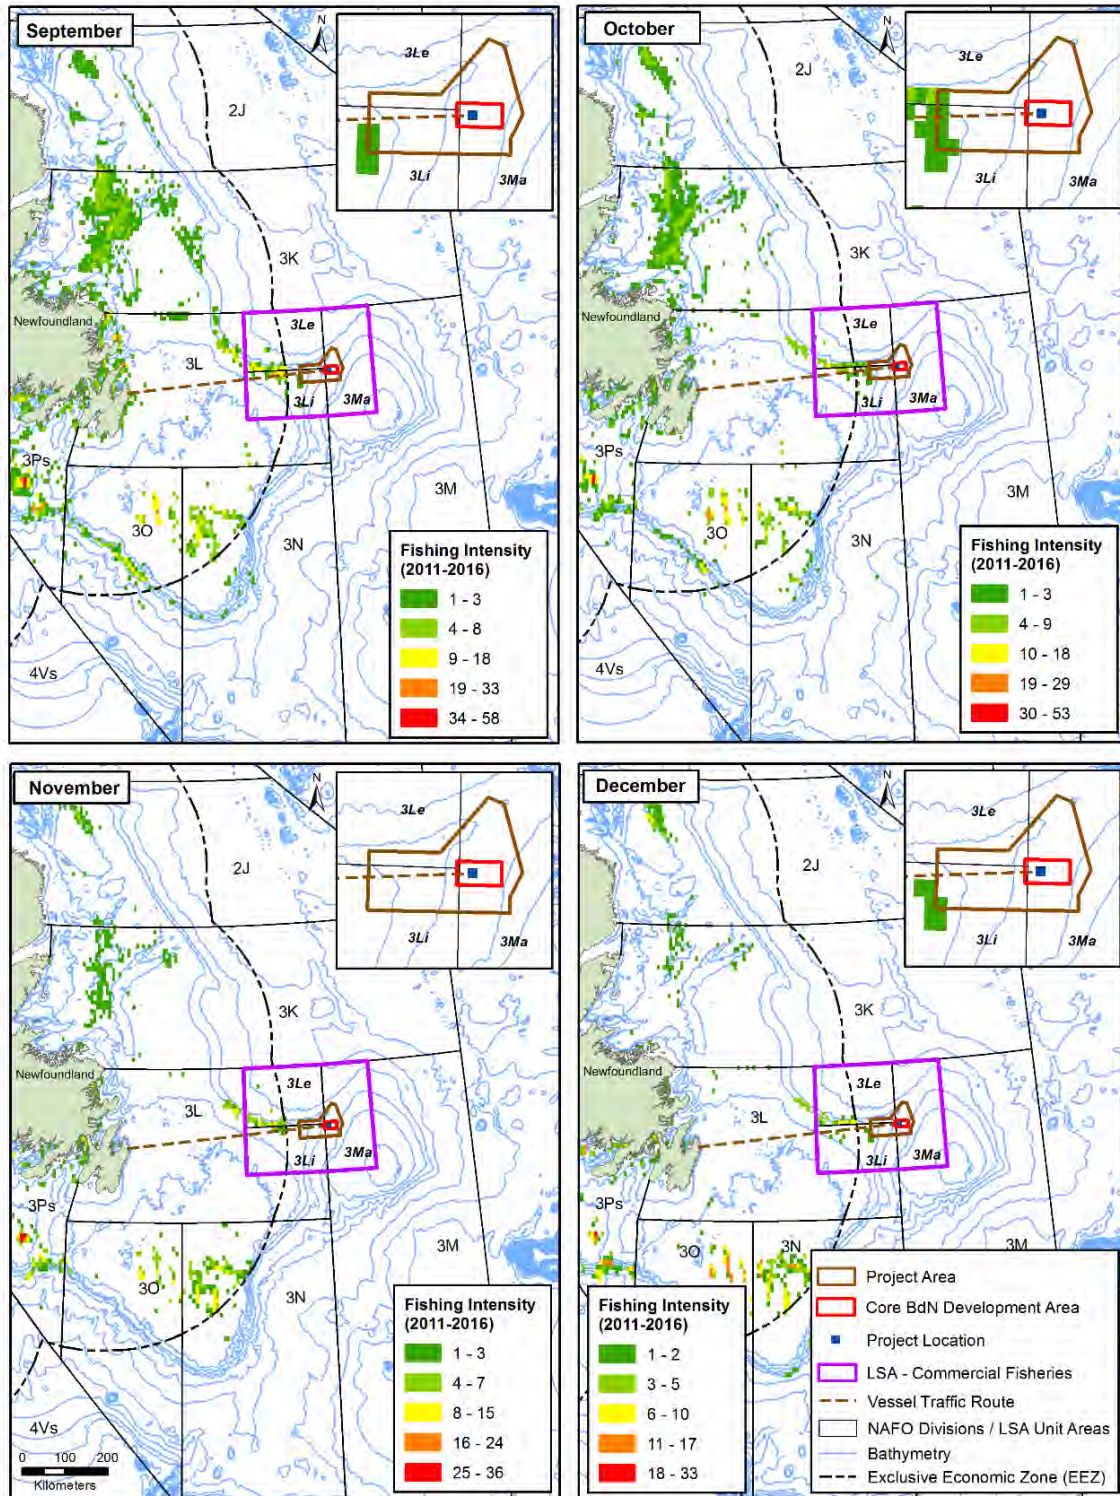 September
N
2J
3Le
3Li
3Ma
3K
Newfoundland
3Le
3L
3Li
3Ma
3Ps
3M
3O
3N
4Vs
Fishing Intensity
(2011-2016)
1 - 3
4 - 8
9 - 18
19 - 33
34 - 58
October
N
2J
3Le
3Li
3Ma
3K
Newfoundland
3Le
3L
3Li
3Ma
3Ps
3M
3O
3N
4Vs
Fishing Intensity
(2011-2016)
1 - 3
4 - 9
10 - 18
19 - 29
30 - 53
November
N
2J
3Le
3Li
3Ma
3K
Newfoundland
3Le
3L
3Li
3Ma
3Ps
3M
3O
3N
4Vs
0 50 100 200
Kilometers
Fishing Intensity
(2011-2016)
1 - 3
4 - 7
8 - 15
16 - 24
25 - 36
December
N
2J
3Le
3Li
3Ma
3K
Newfoundland
3Le
3L
3Li
3Ma
3Ps
3O
3N
3M
Fishing Intensity
(2011-2016)
1 - 2
3 - 5
6 - 10
11 - 17
18 - 33
Project Area
Core BdN Development Area
Project Location
LSA - Commercial Fisheries
Vessel Traffic Route
NAFO Divisions / LSA Unit Areas
Bathymetry
Exclusive Economic Zone (EEZ)